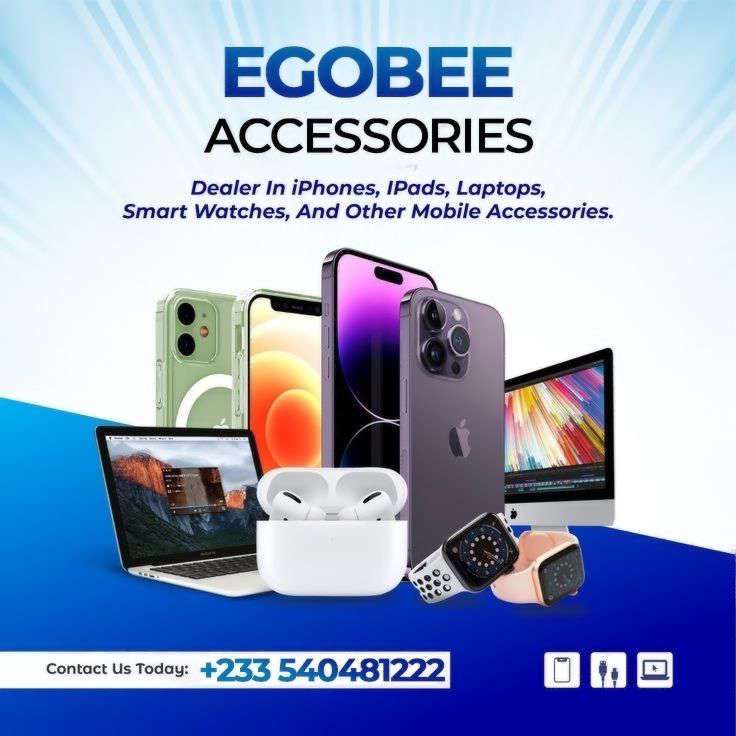 EGOBEE
ACCESSORIES
Dealer In iPhones, IPads, Laptops,
Smart Watches, And Other Mobile Accessories.
Contact Us Today: +233 540481222